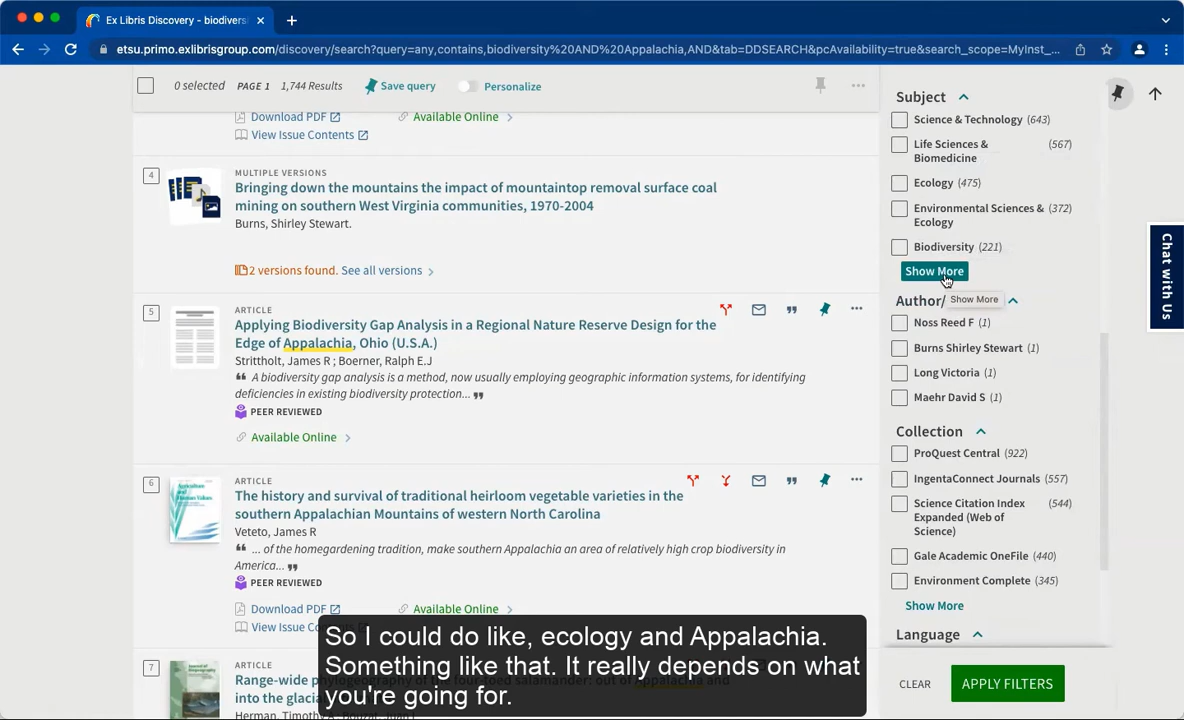 Ex Libris Discovery - biodivers
etsu.primo.exlibrisgroup.com/discovery/search?query=any,contains,biodiversity%20AND%20Appalachia,AND&tab=DDSEARCH&pcAvailability=true&search_scope=MyInst_...
0 selected PAGE 1 1,744 Results Save query Personalize
Download PDF Available Online
View Issue Contents
4
MULTIPLE VERSIONS
Bringing down the mountains the impact of mountaintop removal surface coal
mining on southern West Virginia communities, 1970-2004
Burns, Shirley Stewart.
2 versions found. See all versions
5
ARTICLE
Applying Biodiversity Gap Analysis in a Regional Nature Reserve Design for the
Edge of Appalachia, Ohio (U.S.A.)
Strittholt, James R ; Boerner, Ralph E.J
❝ A biodiversity gap analysis is a method, now usually employing geographic information systems, for identifying
deficiencies in existing biodiversity protection... ❞
PEER REVIEWED
Available Online
6
ARTICLE
The history and survival of traditional heirloom vegetable varieties in the
southern Appalachian Mountains of western North Carolina
Veteto, James R
❝ ... of the homegardening tradition, make southern Appalachia an area of relatively high crop biodiversity in
America... ❞
PEER REVIEWED
Download PDF Available Online
View Issue
7
ARTICLE
Range-wide
into the glacia
Herman, Timothy
Subject
Science & Technology (643)
Life Sciences & (567)
Biomedicine
Ecology (475)
Environmental Sciences & (372)
Ecology
Biodiversity (221)
Show More
Author/ Show More
Noss Reed F (1)
Burns Shirley Stewart (1)
Long Victoria (1)
Maehr David S (1)
Collection
ProQuest Central (922)
IngentaConnect Journals (557)
Science Citation Index (544)
Expanded (Web of
Science)
Gale Academic OneFile (440)
Environment Complete (345)
Show More
Language
CLEAR APPLY FILTERS
Chat with Us
So I could do like, ecology and Appalachia.
Something like that. It really depends on what
you're going for.